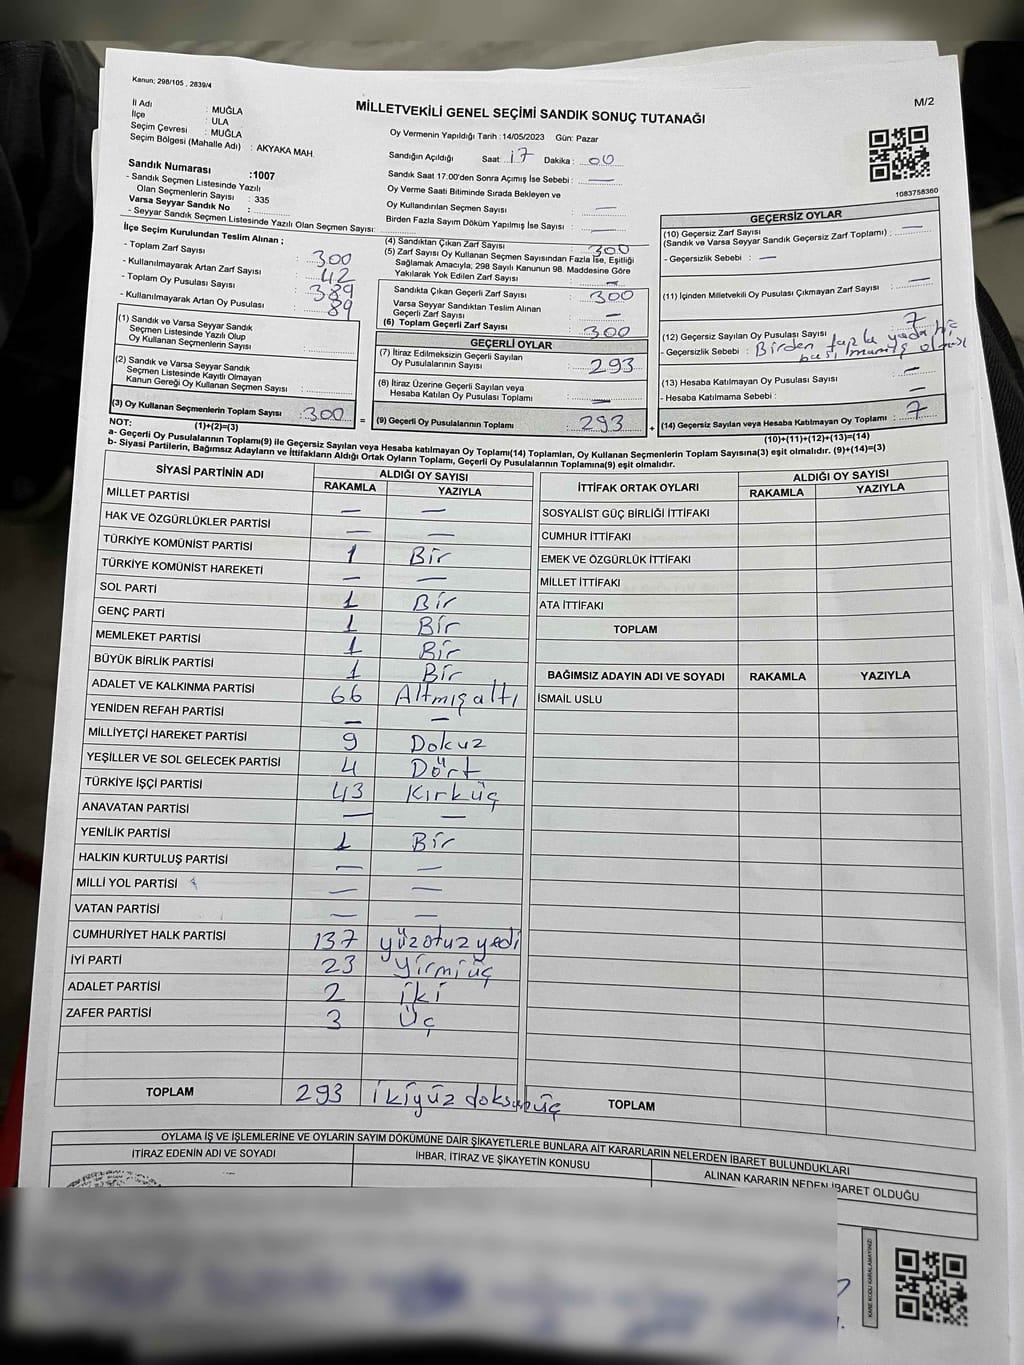 Kanun; 298/105 , 2839/4
M/2
MİLLETVEKİLİ GENEL SEÇİMİ SANDIK SONUÇ TUTANAĞI
İl Adı : MUĞLA
İlçe : ULA
Seçim Çevresi : MUĞLA
Seçim Bölgesi (Mahalle Adı) : AKYAKA MAH.
Sandık Numarası :1007
- Sandık Seçmen Listesinde Yazılı
Olan Seçmenlerin Sayısı : 335
Varsa Seyyar Sandık No :
- Seyyar Sandık Seçmen Listesinde Yazılı Olan Seçmen Sayısı:
Oy Vermenin Yapıldığı Tarih : 14/05/2023 Gün: Pazar
Sandığın Açıldığı Saat: 17 Dakika : 00
Sandık Saat 17:00'den Sonra Açılmış İse Sebebi : —
Oy Verme Saati Bitiminde Sırada Bekleyen ve
Oy Kullandırılan Seçmen Sayısı : —
Birden Fazla Sayım Döküm Yapılmış İse Sayısı : —
1083758360
İlçe Seçim Kurulundan Teslim Alınan ;
- Toplam Zarf Sayısı : 300
- Kullanılmayarak Artan Zarf Sayısı : 42
- Toplam Oy Pusulası Sayısı : 389
- Kullanılmayarak Artan Oy Pusulası : 89
(1) Sandık ve Varsa Seyyar Sandık
Seçmen Listesinde Yazılı Olup
Oy Kullanan Seçmenlerin Sayısı :
(2) Sandık ve Varsa Seyyar Sandık
Seçmen Listesinde Kayıtlı Olmayan
Kanun Gereği Oy Kullanan Seçmen Sayısı :
(3) Oy Kullanan Seçmenlerin Toplam Sayısı : 300 =
(1)+(2)=(3)
(4) Sandıktan Çıkan Zarf Sayısı : 300
(5) Zarf Sayısı Oy Kullanan Seçmen Sayısından Fazla İse, Eşitliği
Sağlamak Amacıyla; 298 Sayılı Kanunun 98. Maddesine Göre
Yakılarak Yok Edilen Zarf Sayısı : —
Sandıkta Çıkan Geçerli Zarf Sayısı : 300
Varsa Seyyar Sandıktan Teslim Alınan
Geçerli Zarf Sayısı : —
(6) Toplam Geçerli Zarf Sayısı : 300
GEÇERLİ OYLAR
(7) İtiraz Edilmeksizin Geçerli Sayılan
Oy Pusulalarının Sayısı : 293
(8) İtiraz Üzerine Geçerli Sayılan veya
Hesaba Katılan Oy Pusulası Toplamı : —
(9) Geçerli Oy Pusulalarının Toplamı : 293 +
GEÇERSİZ OYLAR
(10) Geçersiz Zarf Sayısı : —
(Sandık ve Varsa Seyyar Sandık Geçersiz Zarf Toplamı)
- Geçersizlik Sebebi : —
(11) İçinden Milletvekili Oy Pusulası Çıkmayan Zarf Sayısı : —
(12) Geçersiz Sayılan Oy Pusulası Sayısı : 7
- Geçersizlik Sebebi : Birden fazla yada hiç
basılmamış olması
(13) Hesaba Katılmayan Oy Pusulası Sayısı : —
- Hesaba Katılmama Sebebi : —
(14) Geçersiz Sayılan veya Hesaba Katılmayan Oy Toplamı : 7
(10)+(11)+(12)+(13)=(14)
NOT:
a- Geçerli Oy Pusulalarının Toplamı(9) ile Geçersiz Sayılan veya Hesaba katılmayan Oy Toplamı(14) Toplamları, Oy Kullanan Seçmenlerin Toplam Sayısına(3) eşit olmalıdır. (9)+(14)=(3)
b- Siyasi Partilerin, Bağımsız Adayların ve İttifakların Aldığı Ortak Oyların Toplamı, Geçerli Oy Pusulalarının Toplamına(9) eşit olmalıdır.
SİYASİ PARTİNİN ADI ALDIĞI OY SAYISI
RAKAMLA YAZIYLA
MİLLET PARTİSİ — —
HAK VE ÖZGÜRLÜKLER PARTİSİ — —
TÜRKİYE KOMÜNİST PARTİSİ 1 Bir
TÜRKİYE KOMÜNİST HAREKETİ — —
SOL PARTİ 1 Bir
GENÇ PARTİ 1 Bir
MEMLEKET PARTİSİ 1 Bir
BÜYÜK BİRLİK PARTİSİ 1 Bir
ADALET VE KALKINMA PARTİSİ 66 Altmışaltı
YENİDEN REFAH PARTİSİ — —
MİLLİYETÇİ HAREKET PARTİSİ 9 Dokuz
YEŞİLLER VE SOL GELECEK PARTİSİ 4 Dört
TÜRKİYE İŞÇİ PARTİSİ 43 Kırküç
ANAVATAN PARTİSİ — —
YENİLİK PARTİSİ 1 Bir
HALKIN KURTULUŞ PARTİSİ — —
MİLLİ YOL PARTİSİ — —
VATAN PARTİSİ — —
CUMHURİYET HALK PARTİSİ 137 yüzotuzyedi
İYİ PARTİ 23 yirmiüç
ADALET PARTİSİ 2 iki
ZAFER PARTİSİ 3 Üç
TOPLAM 293 ikiyüz doksanüç
İTTİFAK ORTAK OYLARI ALDIĞI OY SAYISI
RAKAMLA YAZIYLA
SOSYALİST GÜÇ BİRLİĞİ İTTİFAKI
CUMHUR İTTİFAKI
EMEK VE ÖZGÜRLÜK İTTİFAKI
MİLLET İTTİFAKI
ATA İTTİFAKI
TOPLAM
BAĞIMSIZ ADAYIN ADI VE SOYADI RAKAMLA YAZIYLA
İSMAİL USLU
TOPLAM
OYLAMA İŞ VE İŞLEMLERİNE VE OYLARIN SAYIM DÖKÜMÜNE DAİR ŞİKAYETLERLE BUNLARA AİT KARARLARIN NELERDEN İBARET BULUNDUKLARI
İTİRAZ EDENİN ADI VE SOYADI İHBAR, İTİRAZ VE ŞİKAYETİN KONUSU ALINAN KARARIN NEDEN İBARET OLDUĞU
KARE KODU KARALAMAYINIZ!